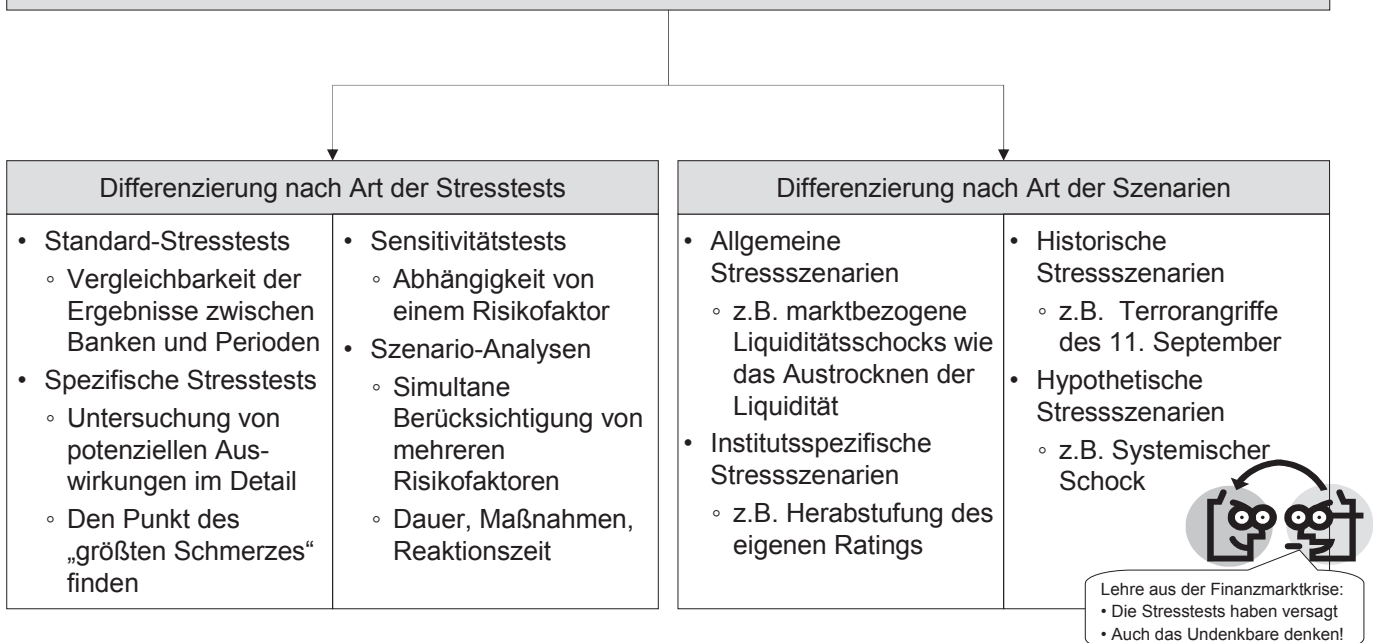 Differenzierung nach Art der Stresstests
• Standard-Stresstests
◦ Vergleichbarkeit der
Ergebnisse zwischen
Banken und Perioden
• Spezifische Stresstests
◦ Untersuchung von
potenziellen Aus-
wirkungen im Detail
◦ Den Punkt des
„größten Schmerzes“
finden
• Sensitivitätstests
◦ Abhängigkeit von
einem Risikofaktor
• Szenario-Analysen
◦ Simultane
Berücksichtigung von
mehreren
Risikofaktoren
◦ Dauer, Maßnahmen,
Reaktionszeit
Differenzierung nach Art der Szenarien
• Allgemeine
Stressszenarien
◦ z.B. marktbezogene
Liquiditätsschocks wie
das Austrocknen der
Liquidität
• Institutsspezifische
Stressszenarien
◦ z.B. Herabstufung des
eigenen Ratings
• Historische
Stressszenarien
◦ z.B. Terrorangriffe
des 11. September
• Hypothetische
Stressszenarien
◦ z.B. Systemischer
Schock
Lehre aus der Finanzmarktkrise:
• Die Stresstests haben versagt
• Auch das Undenkbare denken!